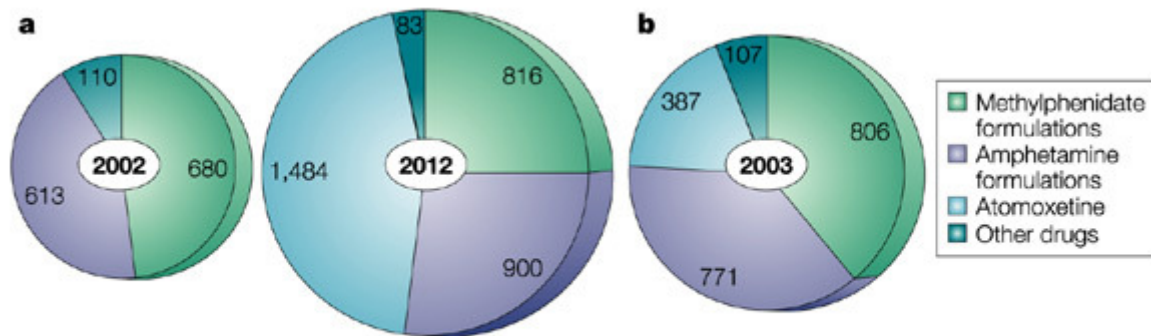 a
110
680
613
2002
83
816
1,484
900
2012
b
107
806
387
771
2003
Methylphenidate
formulations
Amphetamine
formulations
Atomoxetine
Other drugs